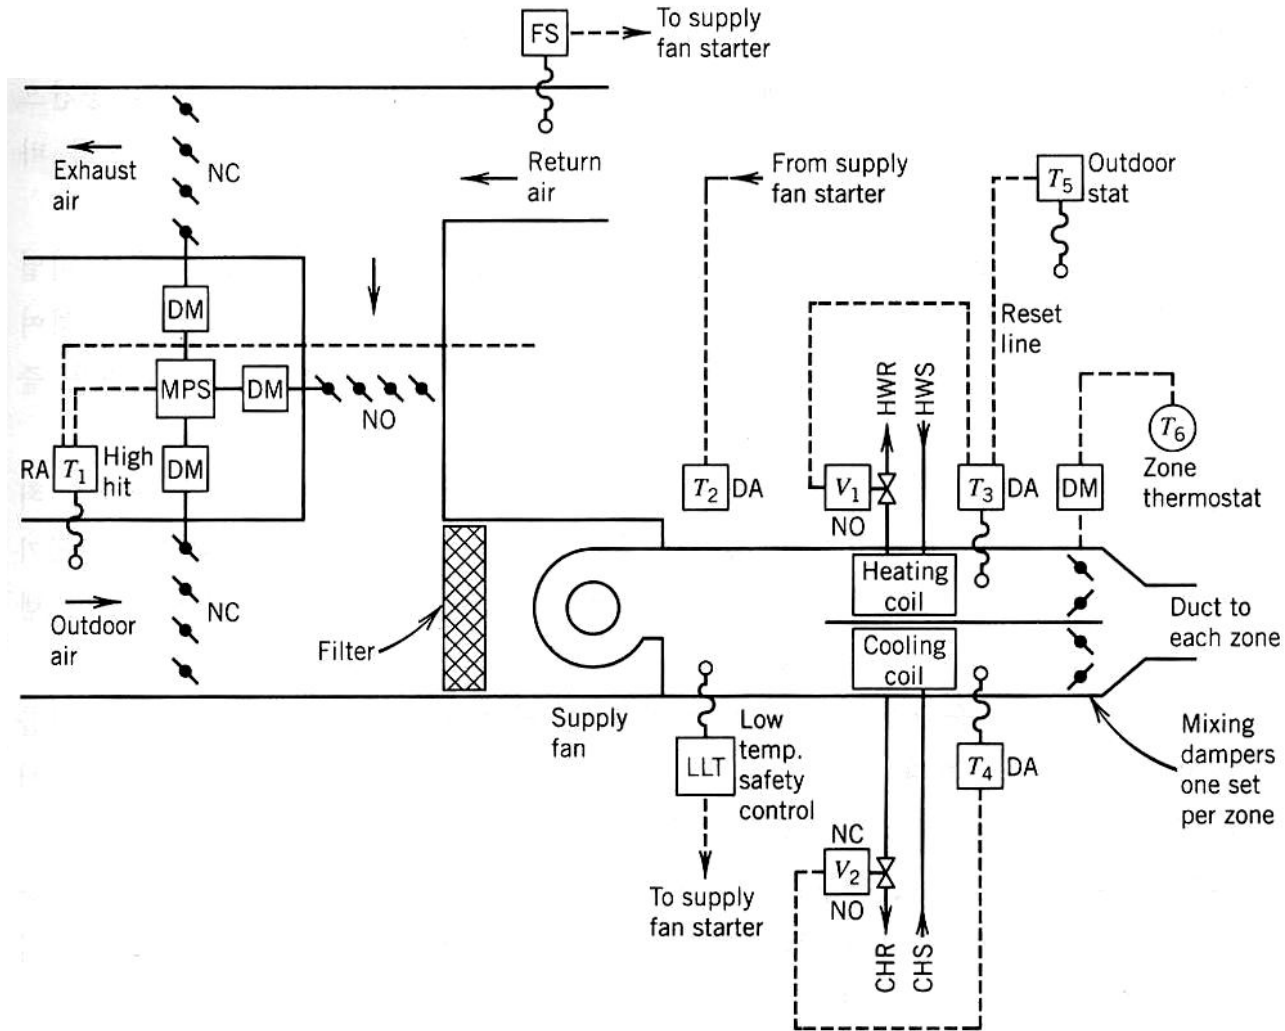 FS
To supply
fan starter
Exhaust
air
NC
Return
air
From supply
fan starter
T5
Outdoor
stat
DM
Reset
line
MPS
DM
NO
HWR
HWS
T6
Zone
thermostat
RA
T1
High
hit
DM
T2
DA
V1
NO
T3
DA
DM
Heating
coil
Outdoor
air
NC
Filter
Duct to
each zone
Cooling
coil
Supply
fan
Low
temp.
safety
control
LLT
T4
DA
Mixing
dampers
one set
per zone
To supply
fan starter
NC
V2
NO
CHR
CHS